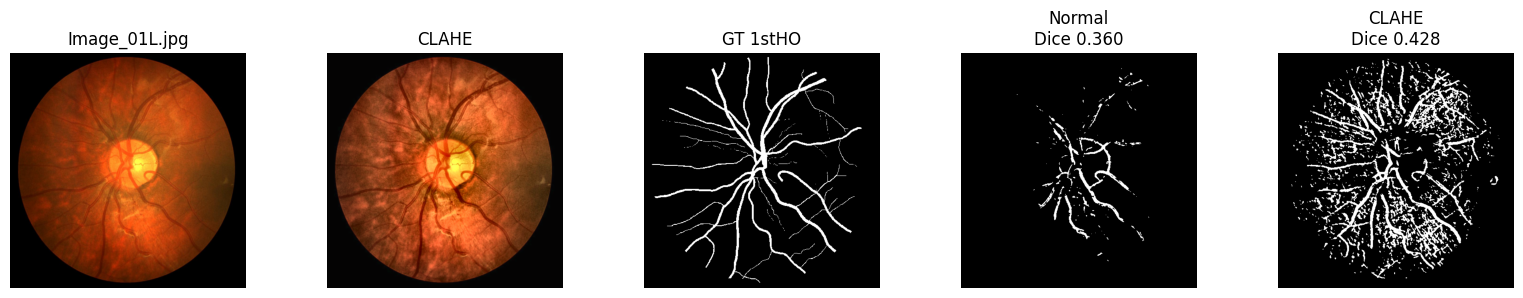 Image_01L.jpg
CLAHE
GT 1stHO
Normal
Dice 0.360
CLAHE
Dice 0.428